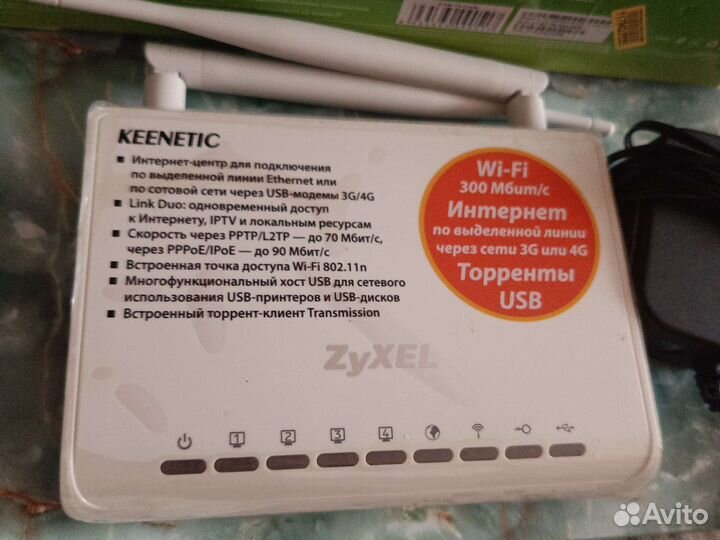 KEENETIC
Интернет-центр для подключения
по выделенной линии Ethernet или
по сотовой сети через USB-модемы 3G/4G
Link Duo: одновременный доступ
к Интернету, IPTV и локальным ресурсам
Скорость через PPTP/L2TP — до 70 Мбит/с,
через PPPoE/IPoE — до 90 Мбит/с
Встроенная точка доступа Wi-Fi 802.11n
Многофункциональный хост USB для сетевого
использования USB-принтеров и USB-дисков
Встроенный торрент-клиент Transmission
Wi-Fi
300 Мбит/с
Интернет
по выделенной линии
через сети 3G или 4G
Торренты
USB
ZyXEL
1 2 3 4
Avito